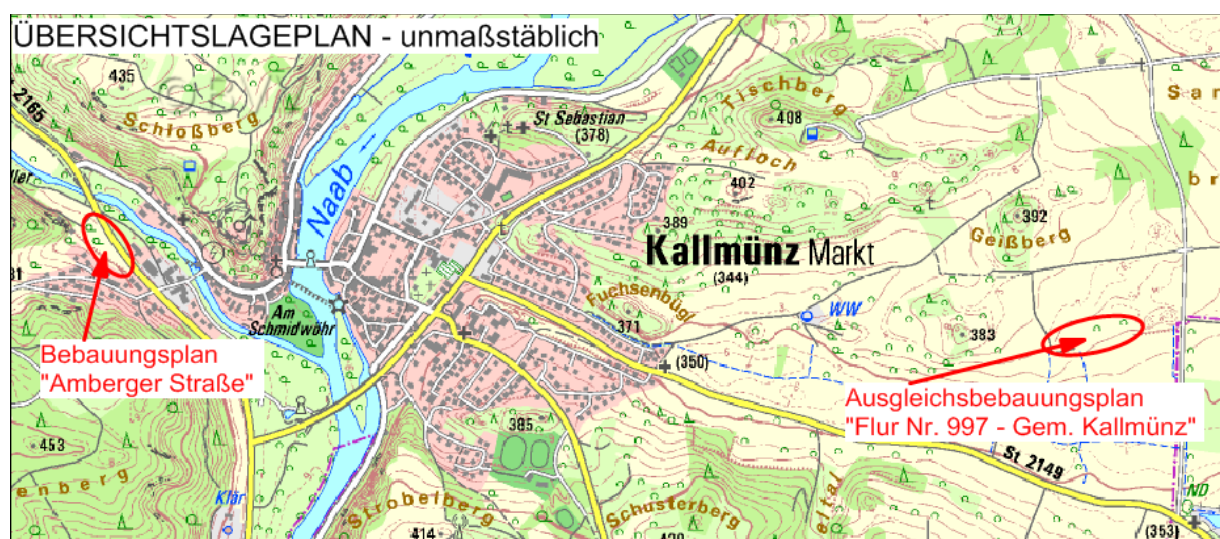 ÜBERSICHTSLAGEPLAN - unmaßstäblich
435
Schloßberg
2165
Naab
St Sebastian
(378)
Tischberg
408
Aufloch
402
389
Kallmünz Markt
(344)
392
Geißberg
Fuchsenbügl
371
WW
383
(350)
Am
Schmidwöhr
Bebauungsplan
"Amberger Straße"
Ausgleichsbebauungsplan
"Flur Nr. 997 - Gem. Kallmünz"
453
385
St 2149
Klär
Strobelberg
414
Schusterberg
ND
(353)